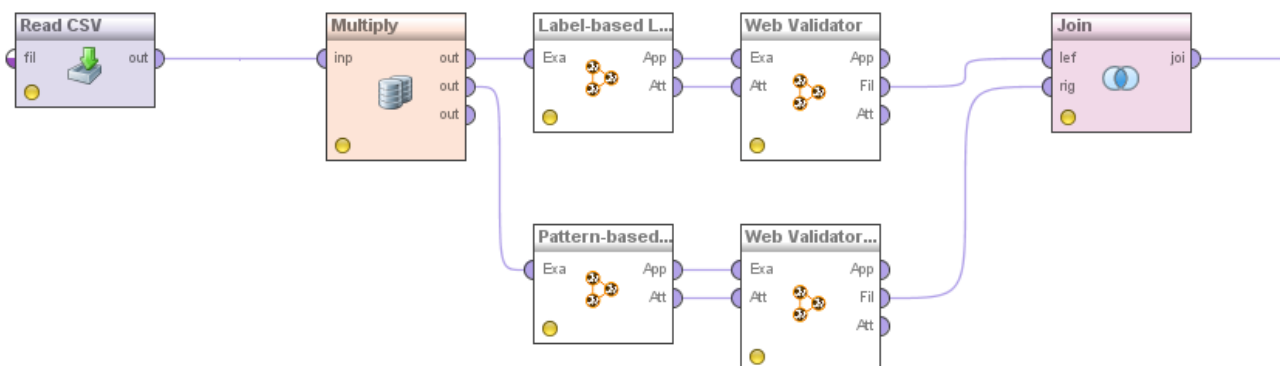 Read CSV
fil out
Multiply
inp out
out
out
Label-based L...
Exa App
Att
Web Validator
Exa App
Att Fil
Att
Join
lef joi
rig
Pattern-based...
Exa App
Att
Web Validator...
Exa App
Att Fil
Att